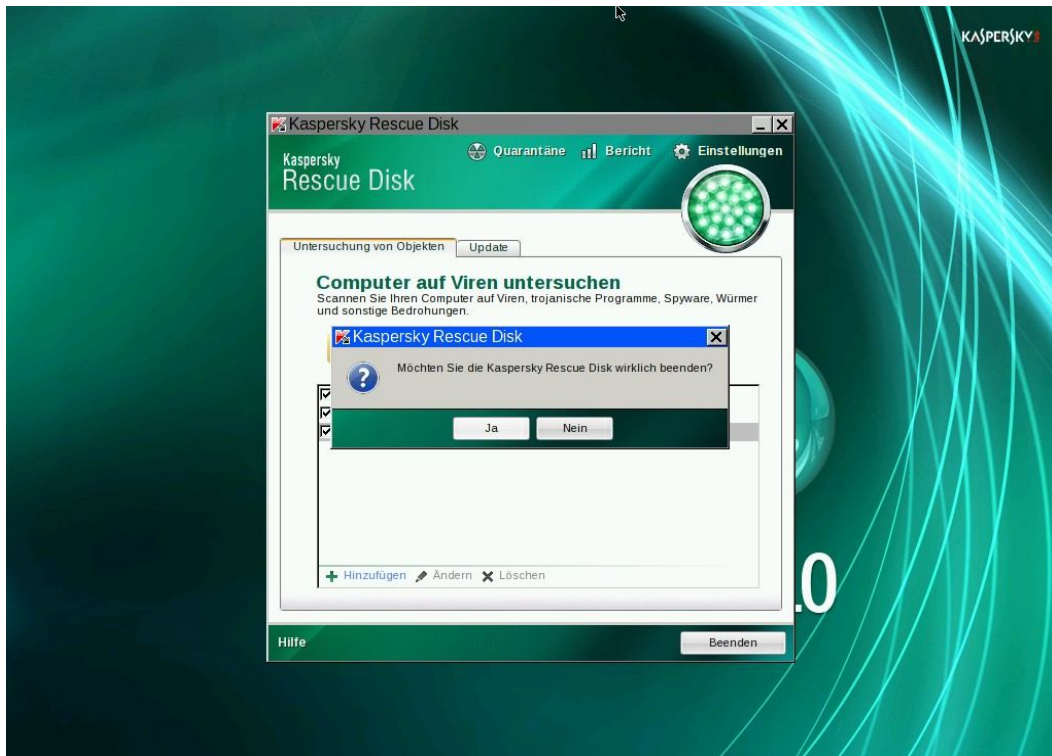 KASPERSKY
Kaspersky Rescue Disk
Quarantäne Bericht Einstellungen
Kaspersky
Rescue Disk
Untersuchung von Objekten Update
Computer auf Viren untersuchen
Scannen Sie Ihren Computer auf Viren, trojanische Programme, Spyware, Würmer
und sonstige Bedrohungen.
Kaspersky Rescue Disk
Möchten Sie die Kaspersky Rescue Disk wirklich beenden?
Ja Nein
Hinzufügen Ändern Löschen
.0
Hilfe Beenden